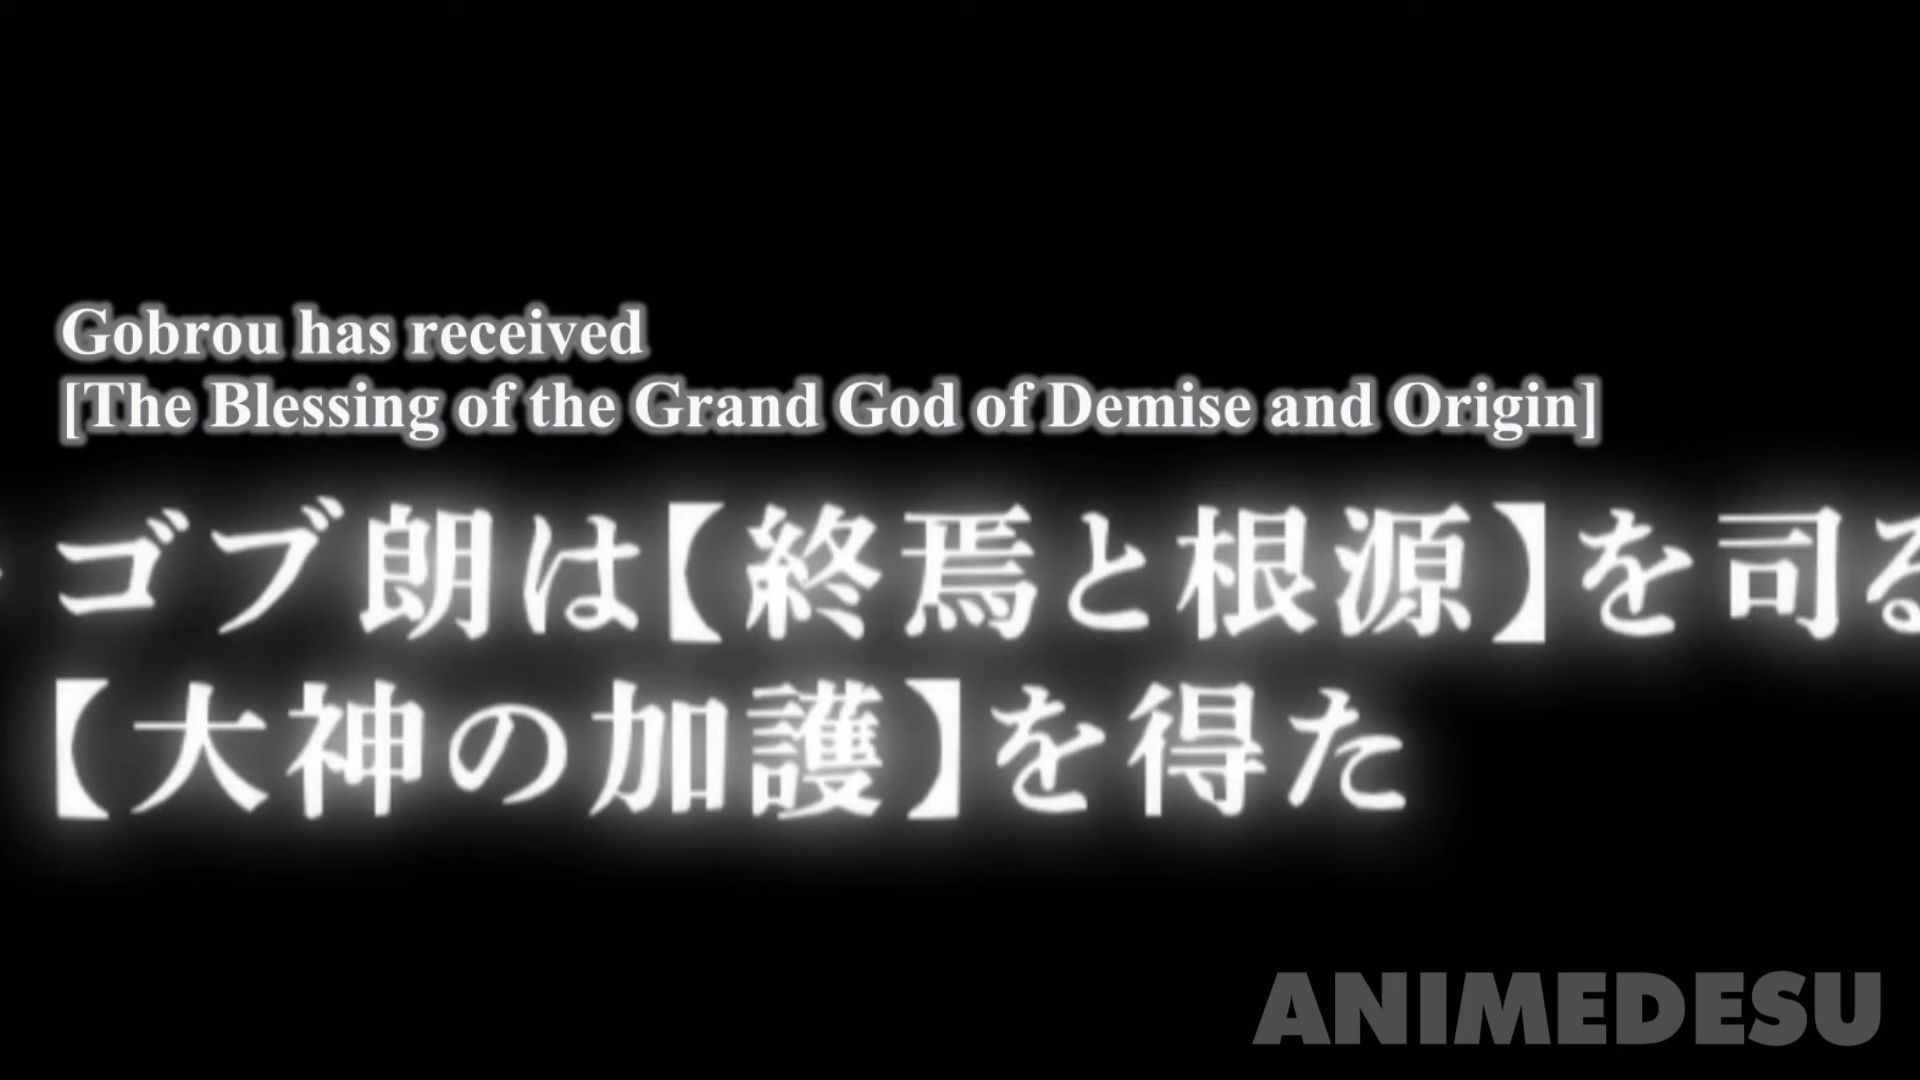 Gobrou has received
[The Blessing of the Grand God of Demise and Origin]
ゴブ朗は【終焉と根源】を司る
【大神の加護】を得た
ANIMEDESU